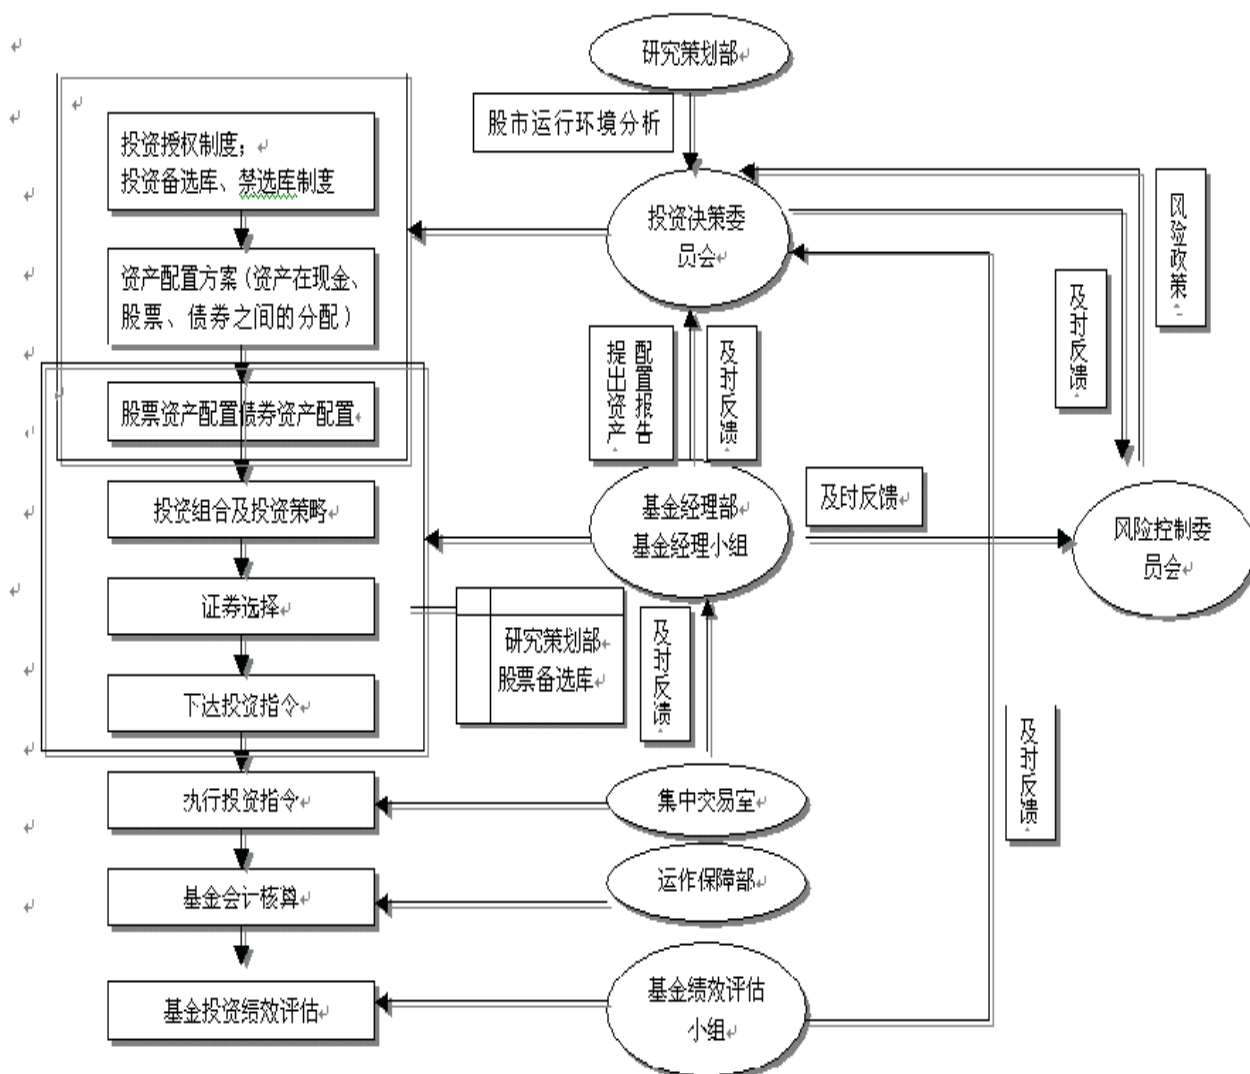 研究策划部
股市运行环境分析
投资授权制度；
投资备选库、禁选库制度
投资决策委
员会
风险政策
资产配置方案（资产在现金、
股票、债券之间的分配）
及时反馈
提出资产
配置报告
及时反馈
股票资产配置债券资产配置
投资组合及投资策略
基金经理部
基金经理小组
及时反馈
风险控制委
员会
证券选择
研究策划部
股票备选库
及时反馈
下达投资指令
及时反馈
执行投资指令
集中交易室
基金会计核算
运作保障部
基金投资绩效评估
基金绩效评估
小组